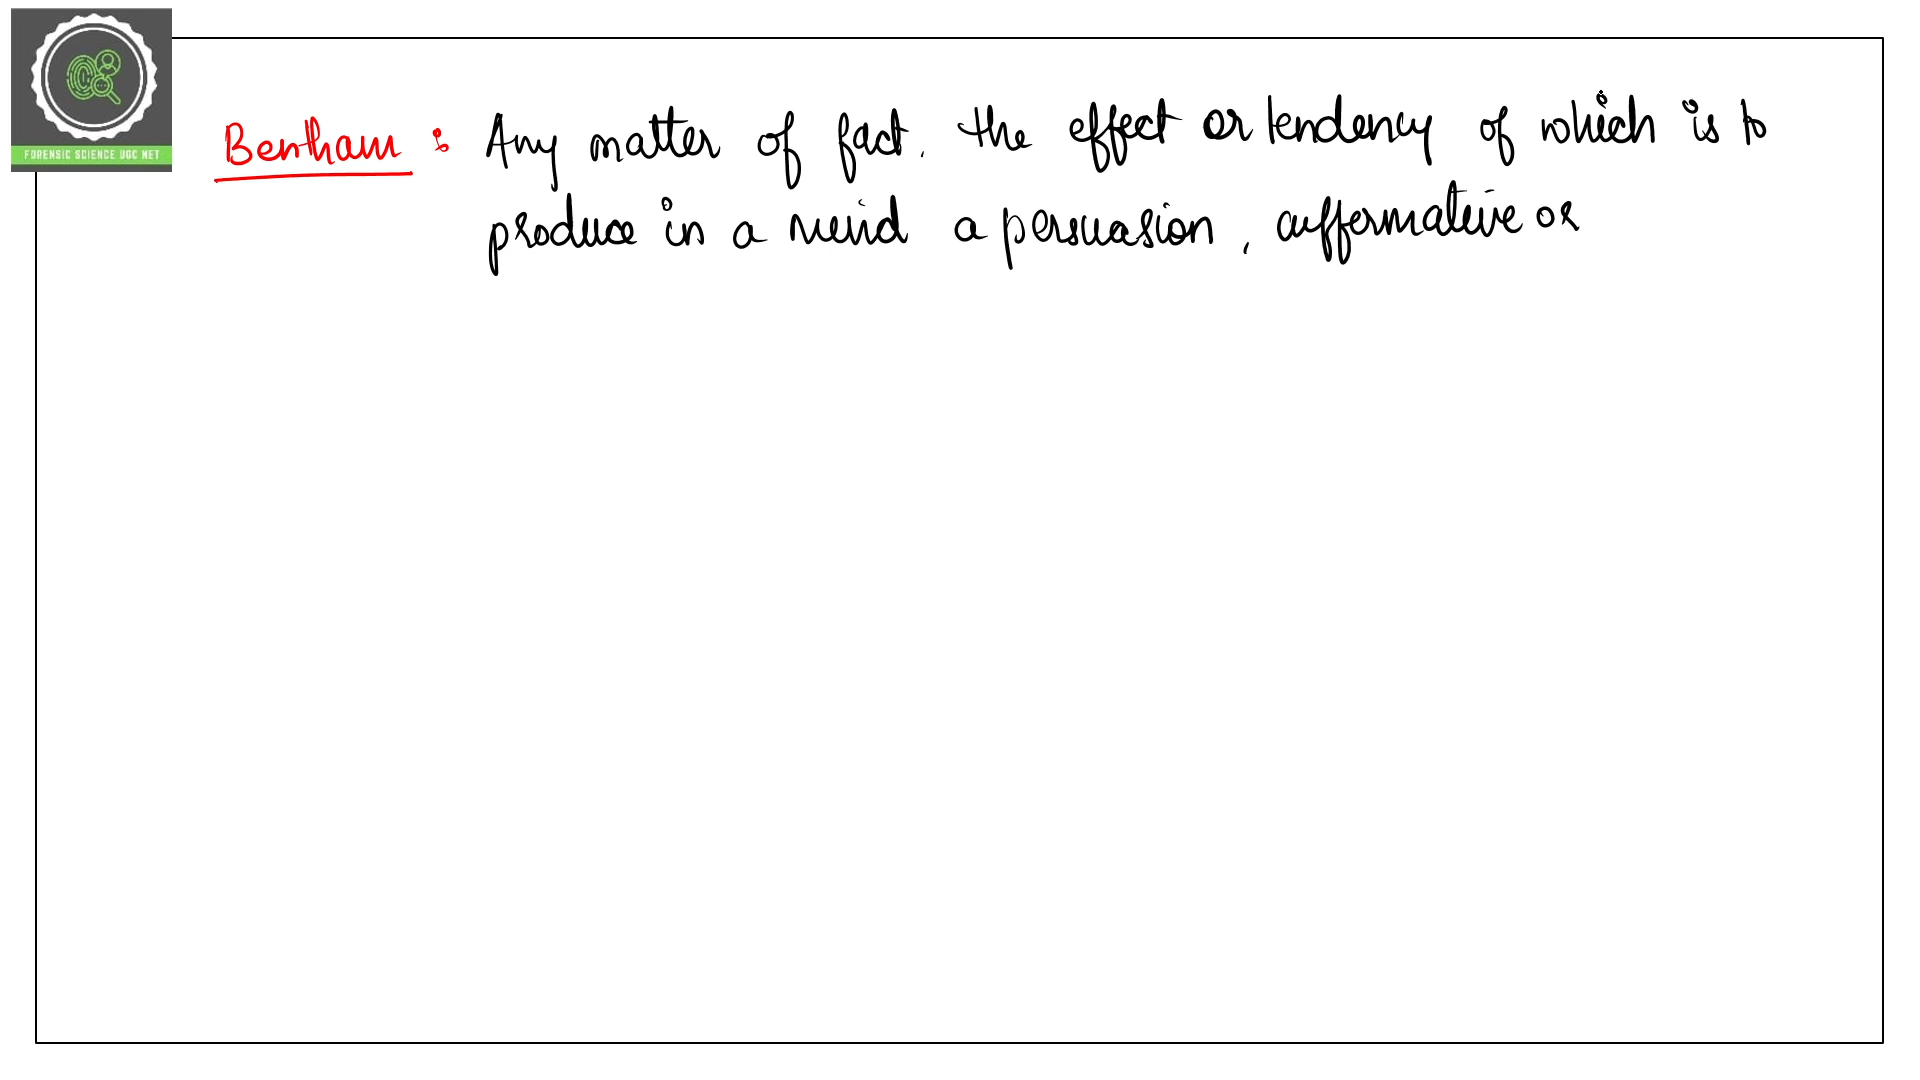 FORENSIC SCIENCE UGC NET
Bentham : Any matter of fact, the effect or tendency of which is to
produce in a mind a persuasion, affermative or